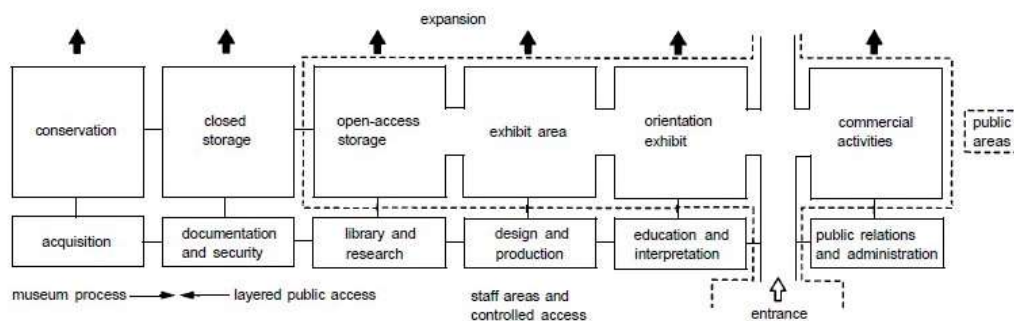 expansion
conservation
closed
storage
open-access
storage
exhibit area
orientation
exhibit
commercial
activities
public
areas
acquisition
documentation
and security
library and
research
design and
production
education and
interpretation
public relations
and administration
museum process
layered public access
staff areas and
controlled access
entrance